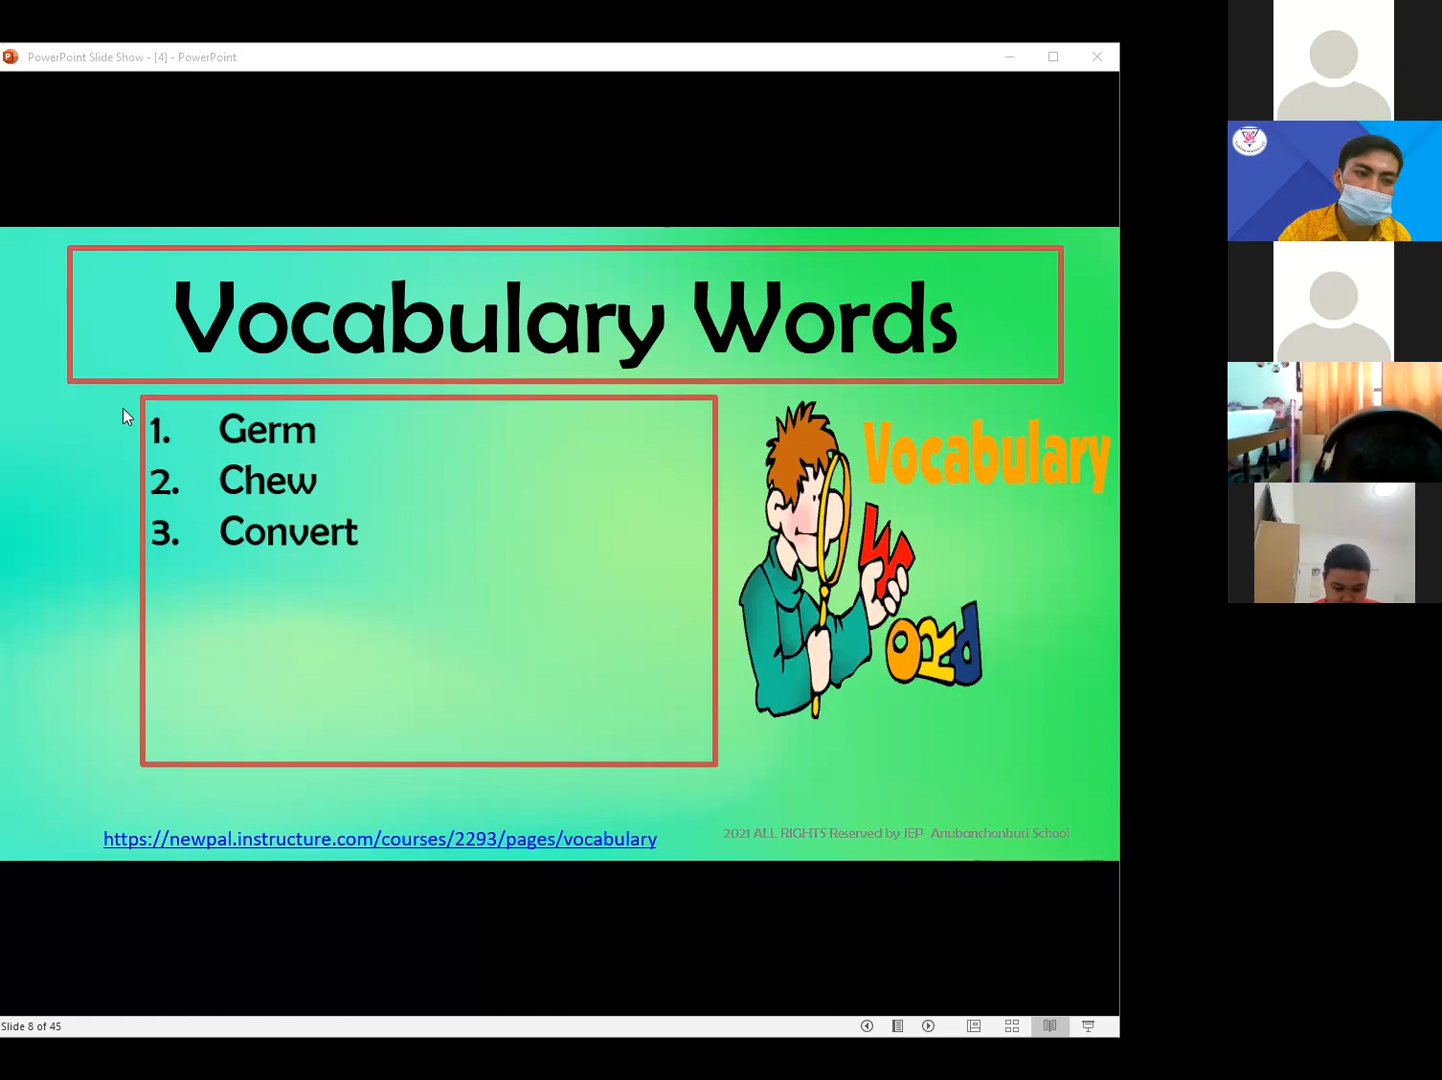 PowerPoint Slide Show - [4] - PowerPoint
Vocabulary Words
1. Germ
2. Chew
3. Convert
Vocabulary
WORD
https://newpal.instructure.com/courses/2293/pages/vocabulary
2021 ALL RIGHTS Reserved by JEP Anubanchonburi School
Slide 8 of 45